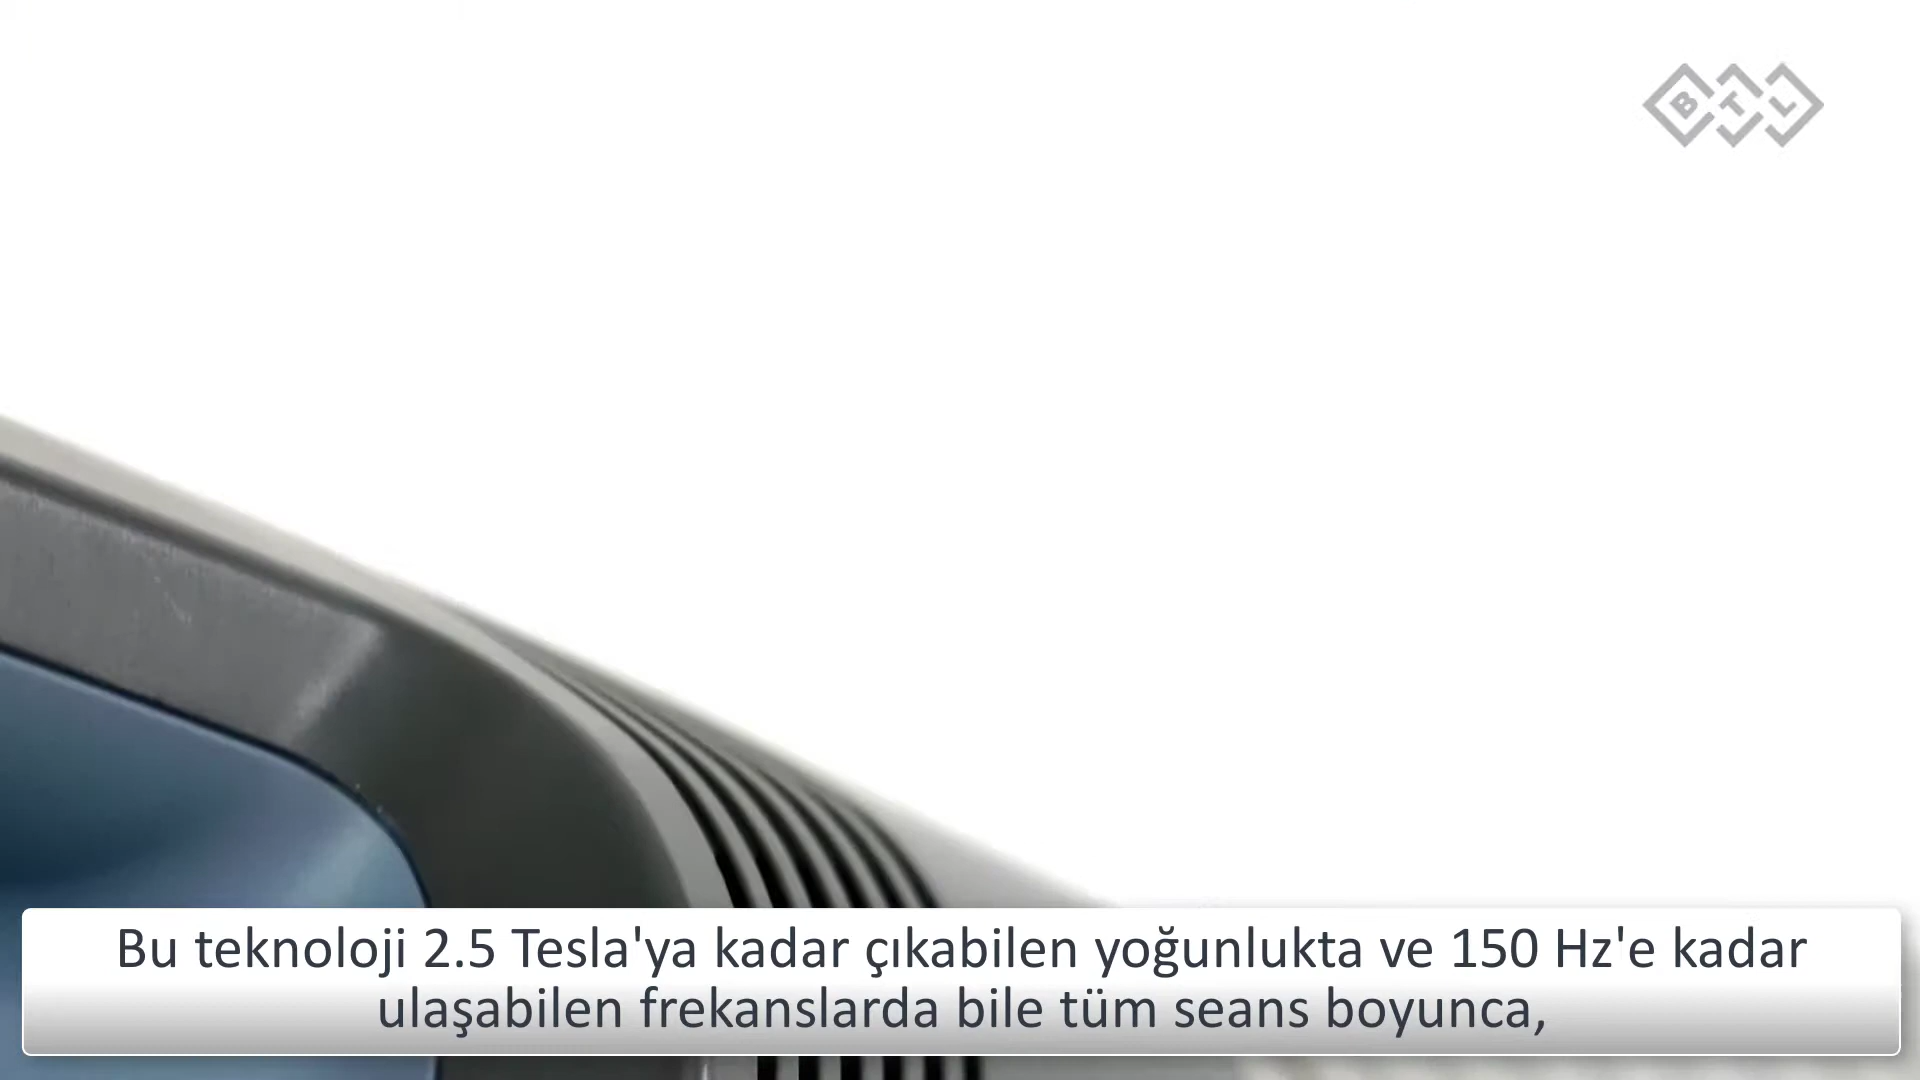 BTL
Bu teknoloji 2.5 Tesla'ya kadar çıkabilen yoğunlukta ve 150 Hz'e kadar
ulaşabilen frekanslarda bile tüm seans boyunca,